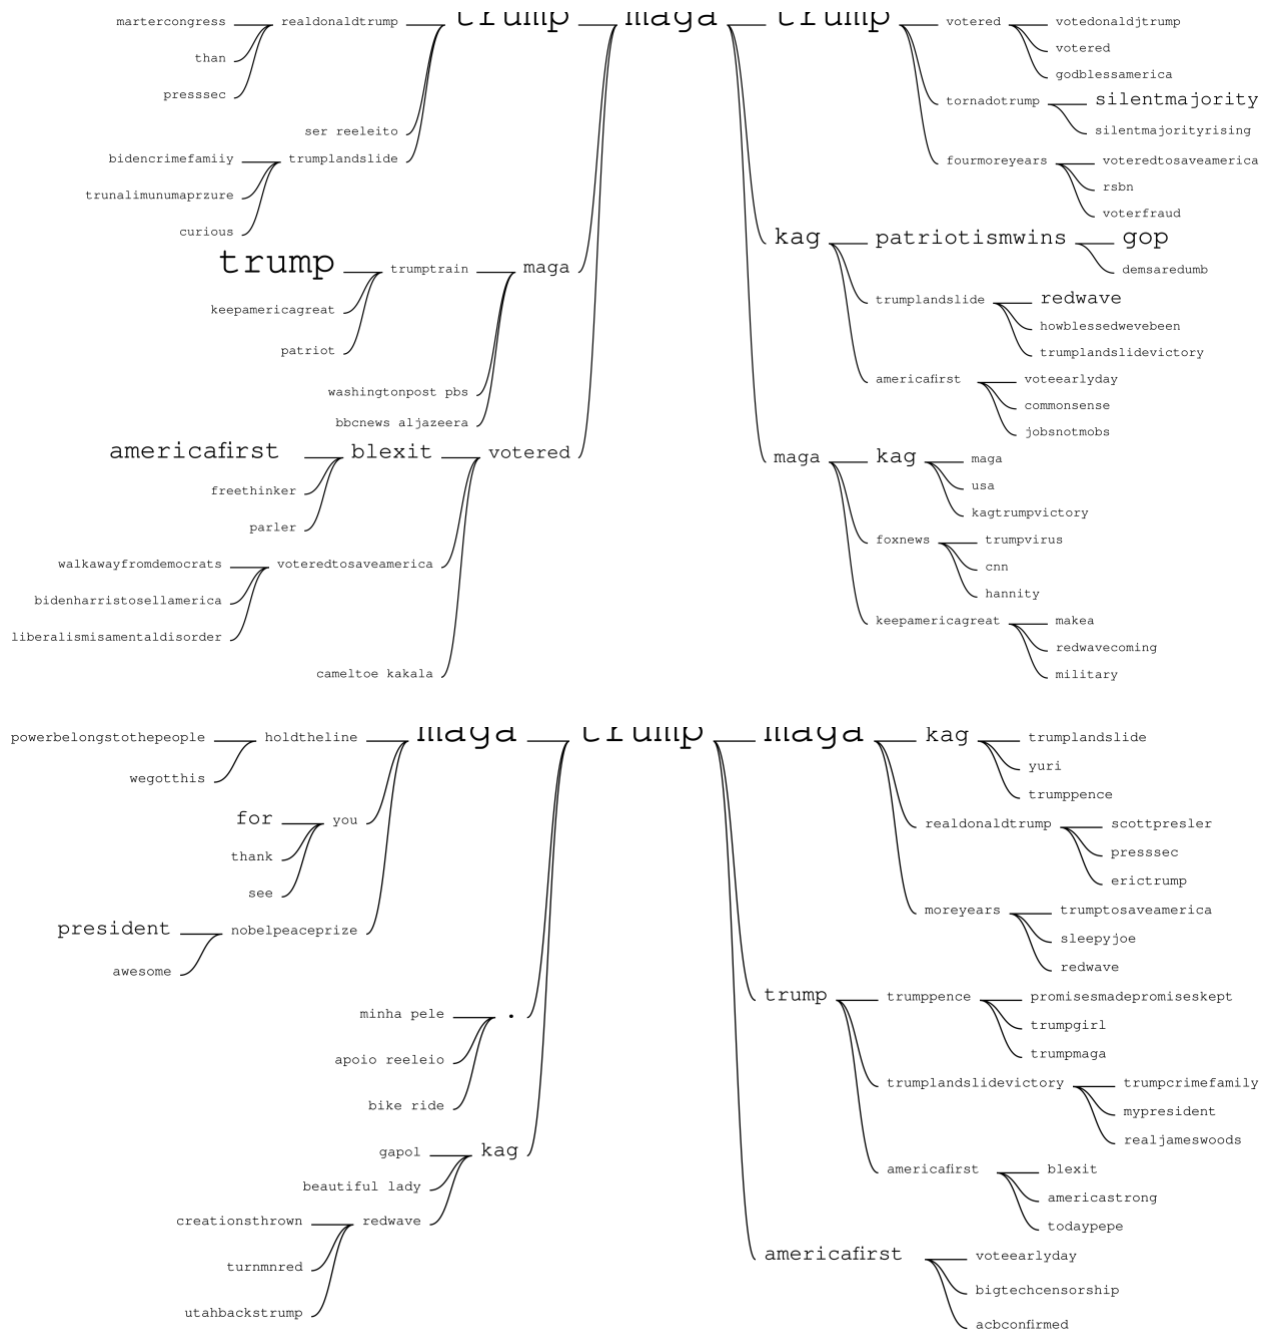 martercongress realdonaldtrump trump maga trump votered votedonaldjtrump
votered
than
godblessamerica
presssec
tornadotrump silentmajority
ser reeleito
silentmajorityrising
bidencrimefamiiy trumplandslide
fourmoreyears voteredtosaveamerica
trunalimunumaprzure
rsbn
curious
voterfraud
kag patriotismwins gop
trump trumptrain maga
demsaredumb
keepamericagreat
trumplandslide redwave
howblessedwevebeen
patriot
trumplandslidevictory
washingtonpost pbs
americafirst voteearlyday
commonsense
bbcnews aljazeera
jobsnotmobs
americafirst blexit votered
maga kag maga
freethinker
usa
parler
kagtrumpvictory
foxnews trumpvirus
walkawayfromdemocrats voteredtosaveamerica
cnn
bidenharristosellamerica
hannity
liberalismisamentaldisorder
keepamericagreat makea
redwavecoming
cameltoe kakala
military
powerbelongstothepeople holdtheline maga trump maga kag trumplandslide
wegotthis
yuri
trumppence
for you
realdonaldtrump scottpresler
thank
presssec
see
erictrump
president nobelpeaceprize
moreyears trumptosaveamerica
sleepyjoe
awesome
redwave
trump trumppence promisesmadepromiseskept
minha pele .
trumpgirl
apoio reeleio
trumpmaga
bike ride
trumplandslidevictory trumpcrimefamily
mypresident
gapol kag
realjameswoods
beautiful lady
americafirst blexit
americastrong
creationsthrown redwave
todaypepe
turnmnred
americafirst voteearlyday
bigtechcensorship
utahbackstrump
acbconfirmed